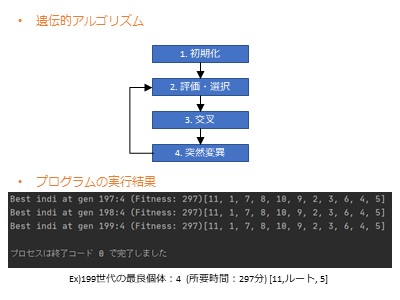 • 遺伝的アルゴリズム
1. 初期化
2. 評価・選択
3. 交叉
4. 突然変異
• プログラムの実行結果
Best indi at gen 197:4 (Fitness: 297)[11, 1, 7, 8, 10, 9, 2, 3, 6, 4, 5]
Best indi at gen 198:4 (Fitness: 297)[11, 1, 7, 8, 10, 9, 2, 3, 6, 4, 5]
Best indi at gen 199:4 (Fitness: 297)[11, 1, 7, 8, 10, 9, 2, 3, 6, 4, 5]
プロセスは終了コード 0 で完了しました
Ex)199世代の最良個体：4 (所要時間：297分) [11,ルート, 5]